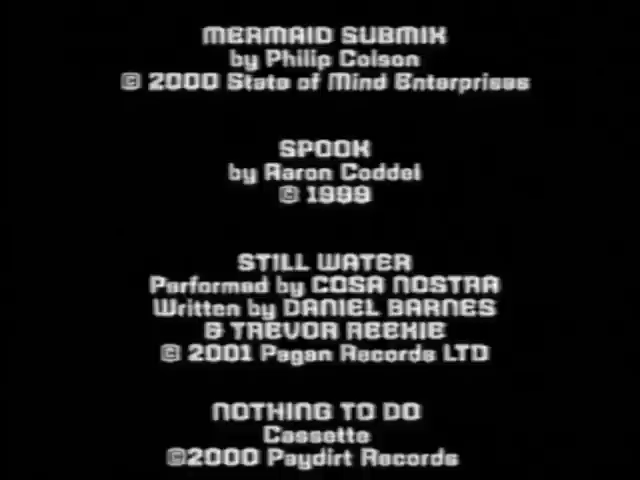 MERMAID SUBMIX
by Philip Colson
© 2000 State of Mind Enterprises
SPOOK
by Aaron Coddel
© 1999
STILL WATER
Performed by COSA NOSTRA
Written by DANIEL BARNES
& TREVOR REEKIE
© 2001 Pagan Records LTD
NOTHING TO DO
Cassette
©2000 Paydirt Records